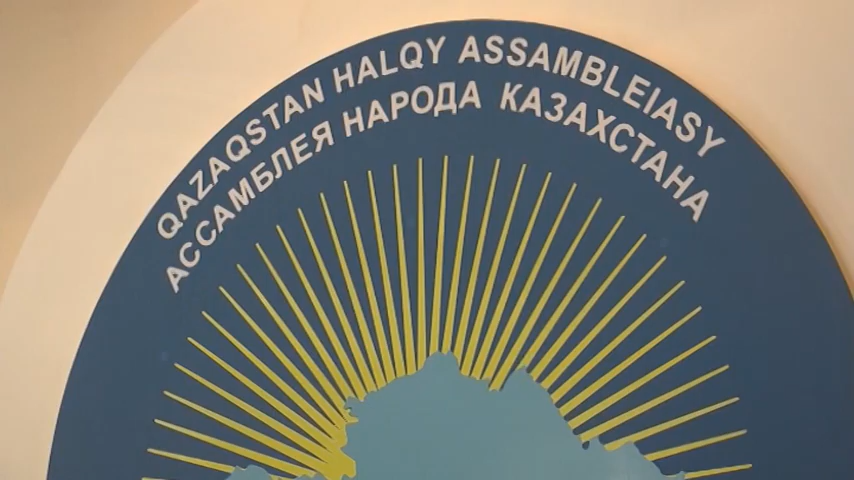 QAZAQSTAN HALQY ASSAMBLEIASY
АССАМБЛЕЯ НАРОДА КАЗАХСТАНА